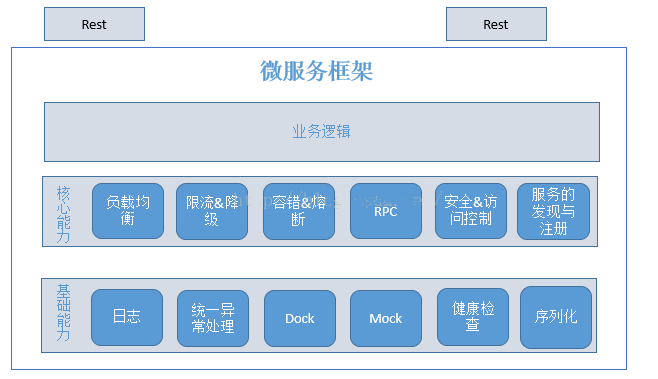 Rest
Rest
微服务框架
业务逻辑
核心能力
负载均
衡
限流&降
级
容错&熔
断
RPC
安全&访
问控制
服务的
发现与
注册
基础能力
日志
统一异
常处理
Dock
Mock
健康检
查
序列化